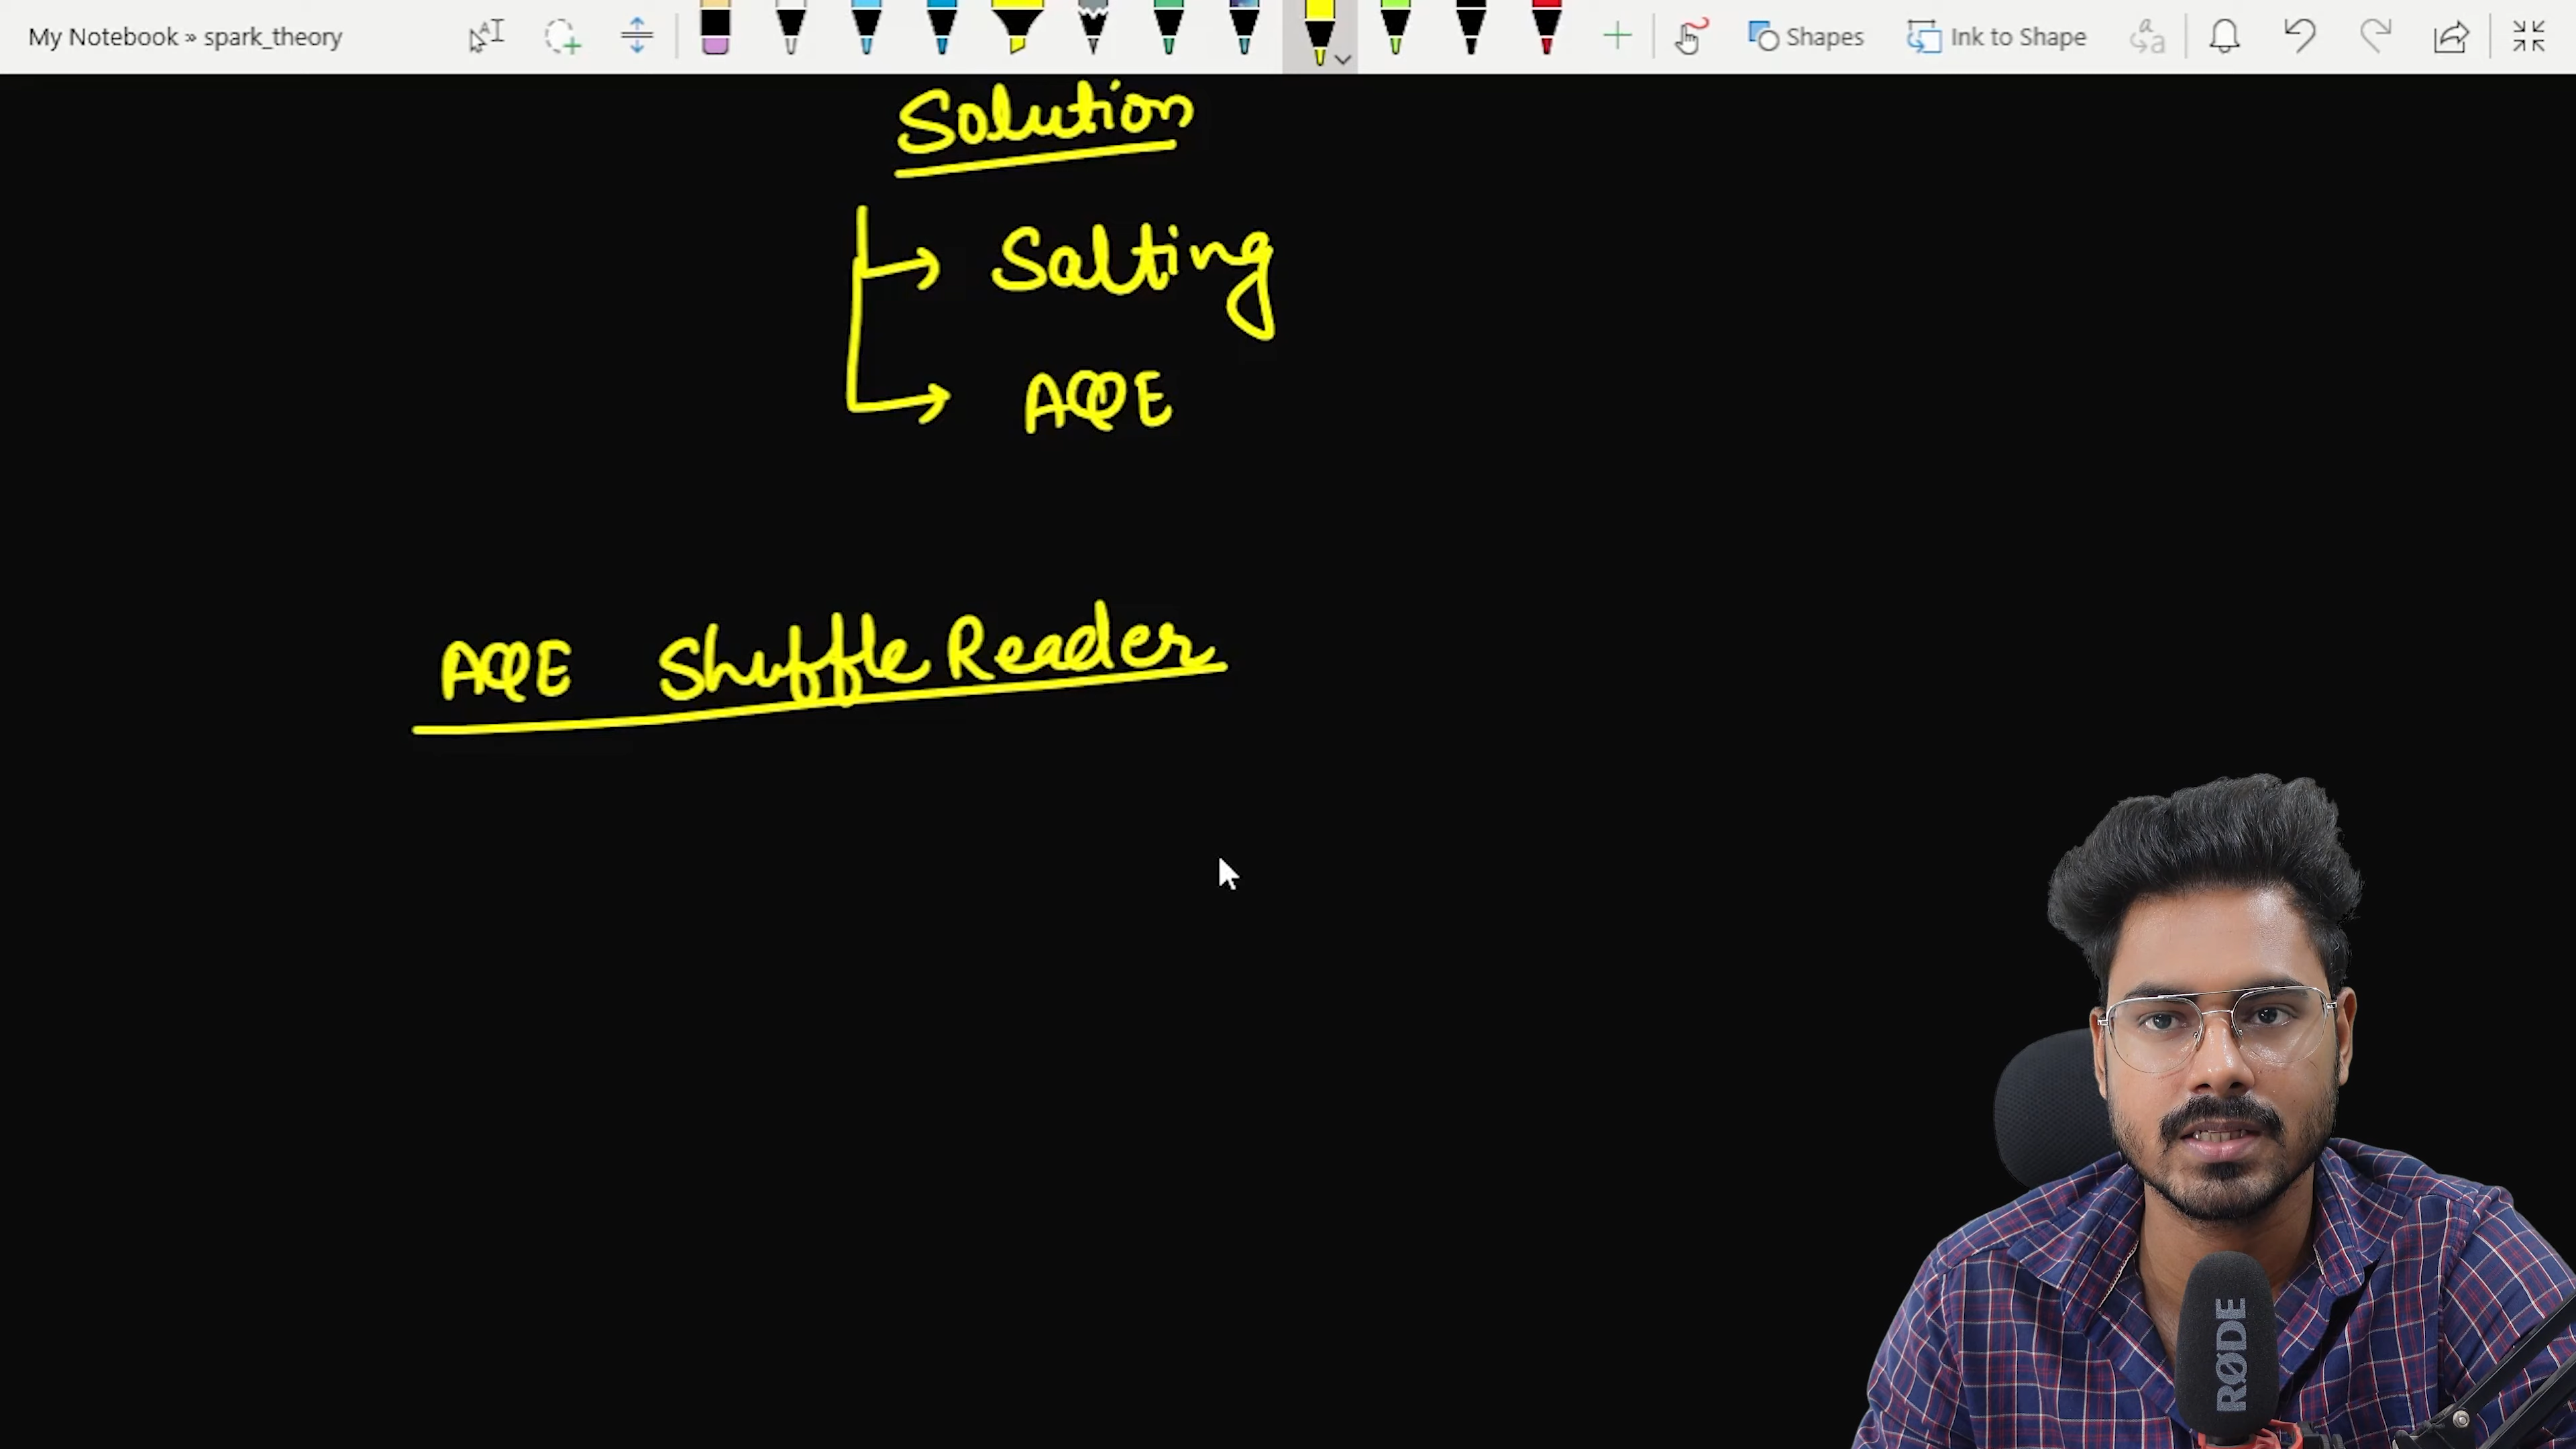 My Notebook » spark_theory
Shapes
Ink to Shape
Solution
Salting
AQE
AQE Shuffle Reader
RØDE